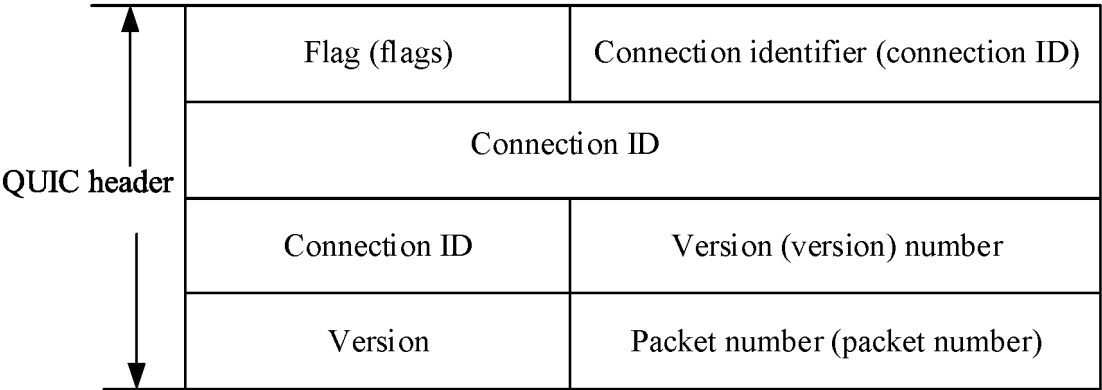 Flag (flags)
Connection identifier (connection ID)
Connection ID
QUIC header
Connection ID
Version (version) number
Version
Packet number (packet number)